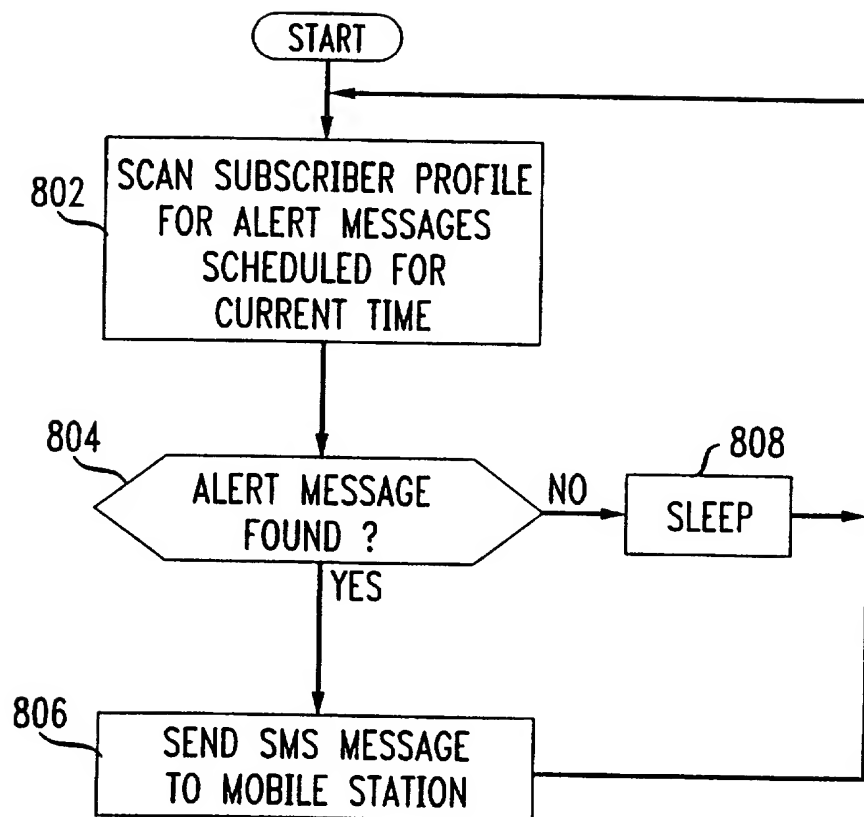 START
802
SCAN SUBSCRIBER PROFILE
FOR ALERT MESSAGES
SCHEDULED FOR
CURRENT TIME
804
ALERT MESSAGE
FOUND ?
NO
808
SLEEP
YES
806
SEND SMS MESSAGE
TO MOBILE STATION